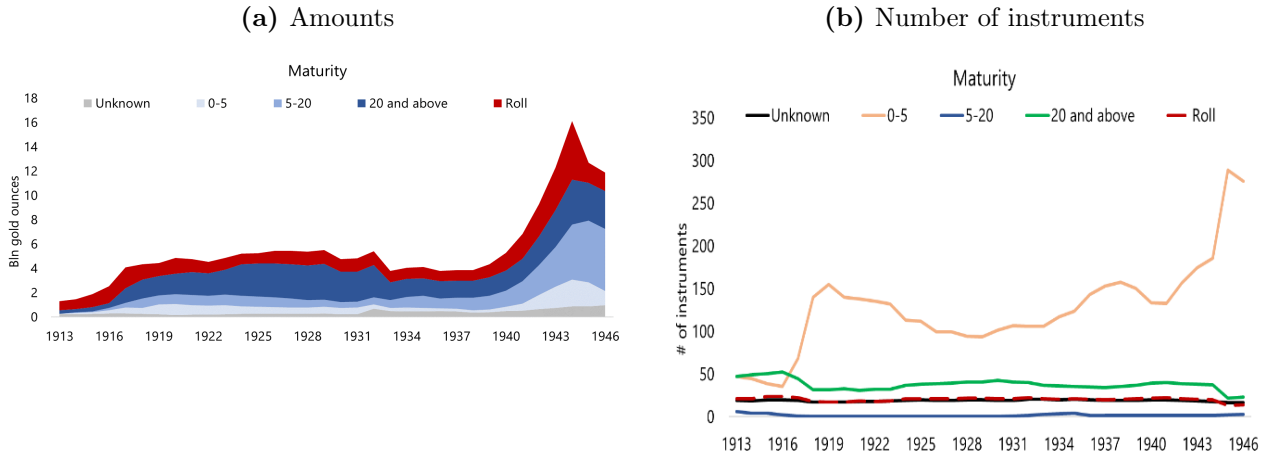 (a) Amounts
Maturity
Unknown 0-5 5-20 20 and above Roll
Bln gold ounces
18
16
14
12
10
8
6
4
2
0
1913 1916 1919 1922 1925 1928 1931 1934 1937 1940 1943 1946
(b) Number of instruments
Maturity
Unknown 0-5 5-20 20 and above Roll
# of instruments
350
300
250
200
150
100
50
0
1913 1916 1919 1922 1925 1928 1931 1934 1937 1940 1943 1946